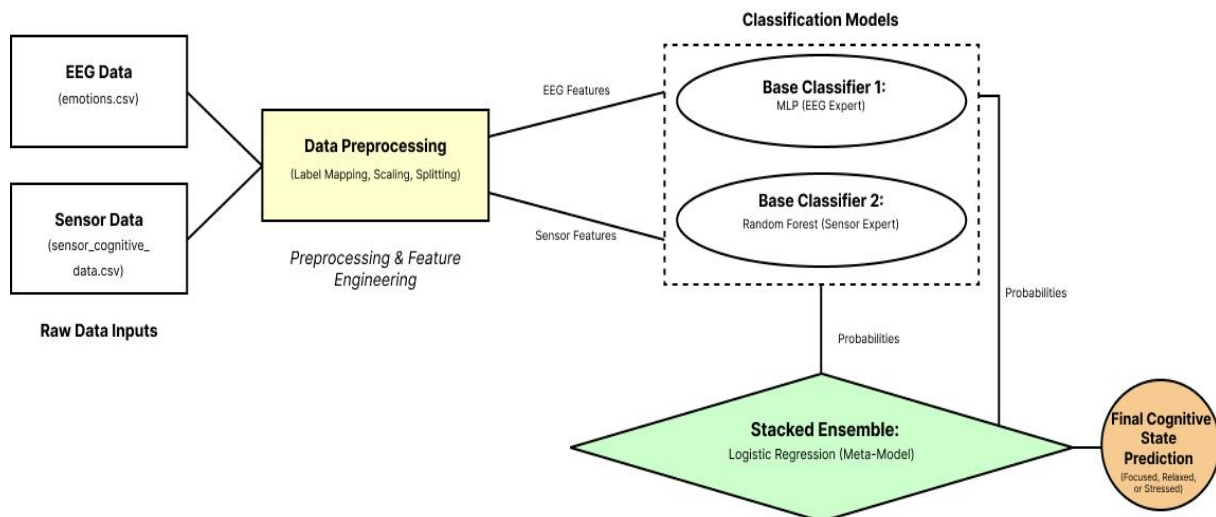 Classification Models
EEG Data
(emotions.csv)
Sensor Data
(sensor_cognitive_
data.csv)
Raw Data Inputs
Data Preprocessing
(Label Mapping, Scaling, Splitting)
Preprocessing & Feature
Engineering
EEG Features
Sensor Features
Base Classifier 1:
MLP (EEG Expert)
Base Classifier 2:
Random Forest (Sensor Expert)
Probabilities
Probabilities
Stacked Ensemble:
Logistic Regression (Meta-Model)
Final Cognitive
State
Prediction
(Focused, Relaxed,
or Stressed)